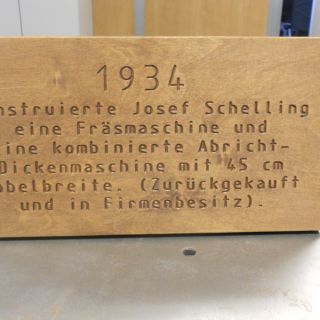 1934
nstruierte Josef Schelling
eine Fräsmaschine und
ine kombinierte Abricht-
Dickenmaschine mit 45 cm
obelbreite. (Zurückgekauft
und in Firmenbesitz).